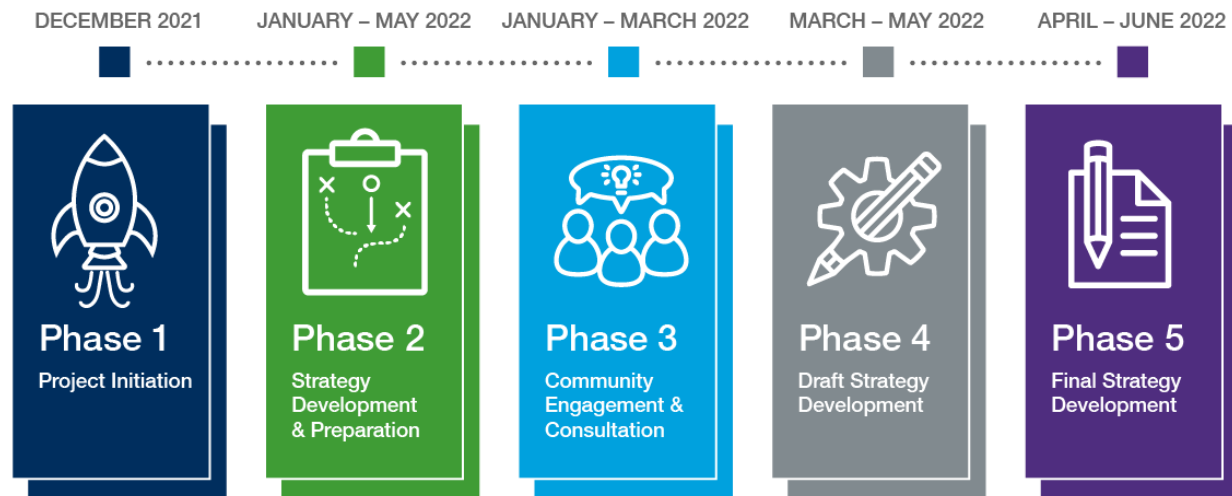 DECEMBER 2021
JANUARY – MAY 2022
JANUARY – MARCH 2022
MARCH – MAY 2022
APRIL – JUNE 2022
Phase 1
Project Initiation
Phase 2
Strategy
Development
& Preparation
Phase 3
Community
Engagement &
Consultation
Phase 4
Draft Strategy
Development
Phase 5
Final Strategy
Development